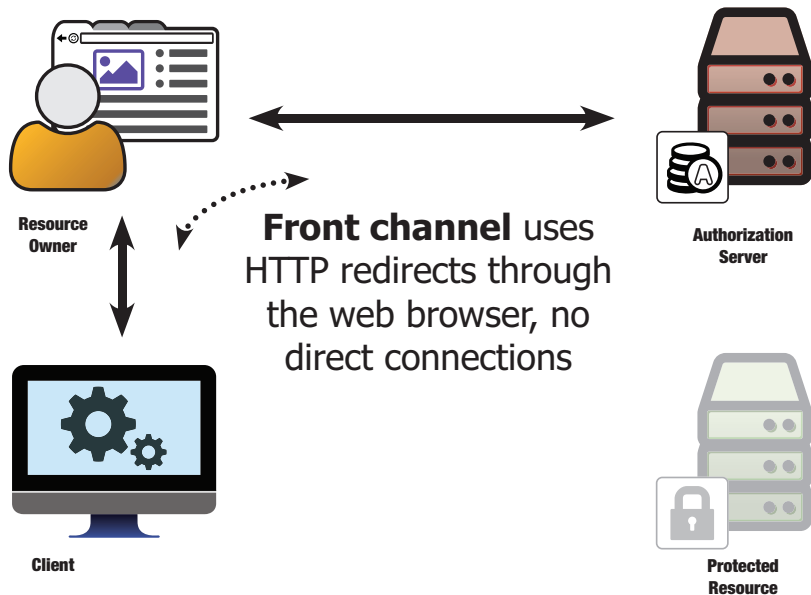 Resource
Owner
Front channel uses
HTTP redirects through
the web browser, no
direct connections
A
Authorization
Server
Client
Protected
Resource